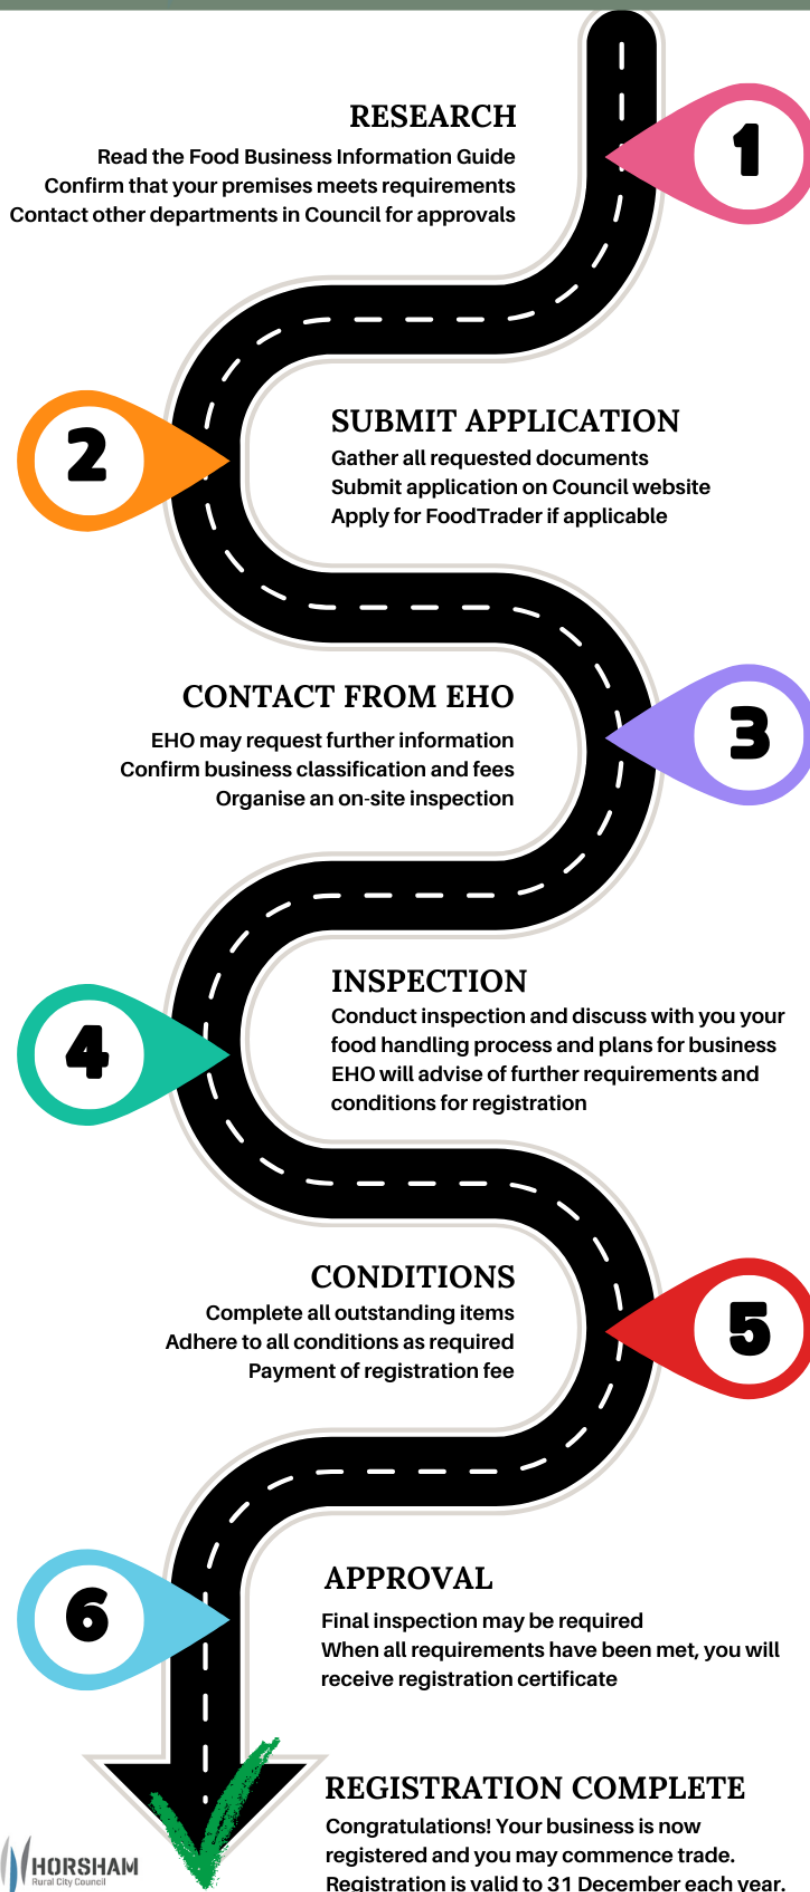 1
RESEARCH
Read the Food Business Information Guide
Confirm that your premises meets requirements
Contact other departments in Council for approvals
2
SUBMIT APPLICATION
Gather all requested documents
Submit application on Council website
Apply for FoodTrader if applicable
3
CONTACT FROM EHO
EHO may request further information
Confirm business classification and fees
Organise an on-site inspection
4
INSPECTION
Conduct inspection and discuss with you your
food handling process and plans for business
EHO will advise of further requirements and
conditions for registration
5
CONDITIONS
Complete all outstanding items
Adhere to all conditions as required
Payment of registration fee
6
APPROVAL
Final inspection may be required
When all requirements have been met, you will
receive registration certificate
REGISTRATION COMPLETE
Congratulations! Your business is now
registered and you may commence trade.
Registration is valid to 31 December each year.
HORSHAM
Rural City Council